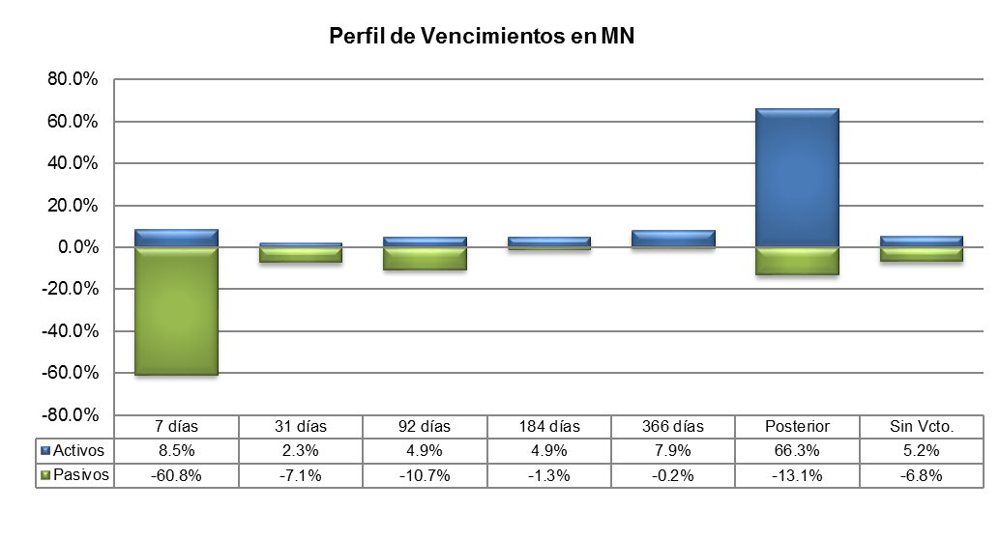 Perfil de Vencimientos en MN
80.0%
60.0%
40.0%
20.0%
0.0%
-20.0%
-40.0%
-60.0%
-80.0%
7 días 31 días 92 días 184 días 366 días Posterior Sin Vcto.
Activos 8.5% 2.3% 4.9% 4.9% 7.9% 66.3% 5.2%
Pasivos -60.8% -7.1% -10.7% -1.3% -0.2% -13.1% -6.8%